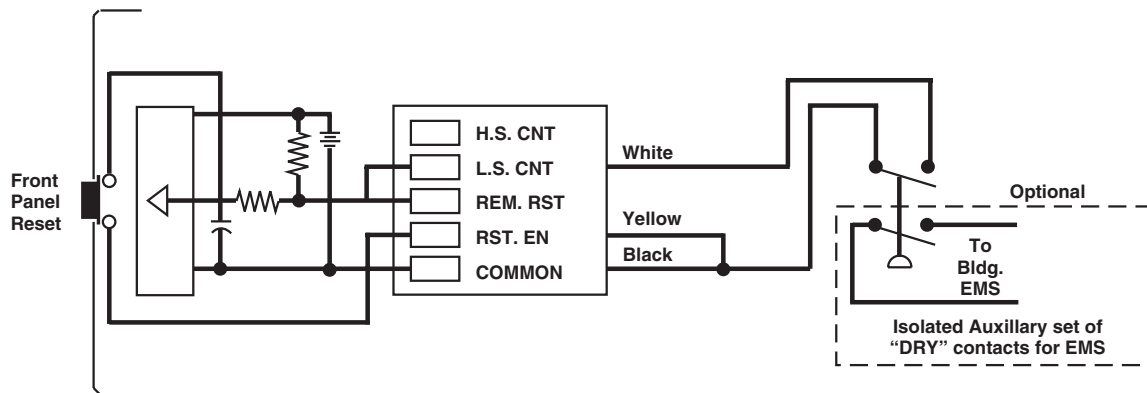 Front
Panel
Reset
H.S. CNT
L.S. CNT
REM. RST
RST. EN
COMMON
White
Yellow
Black
Optional
To
Bldg.
EMS
Isolated Auxillary set of
“DRY” contacts for EMS